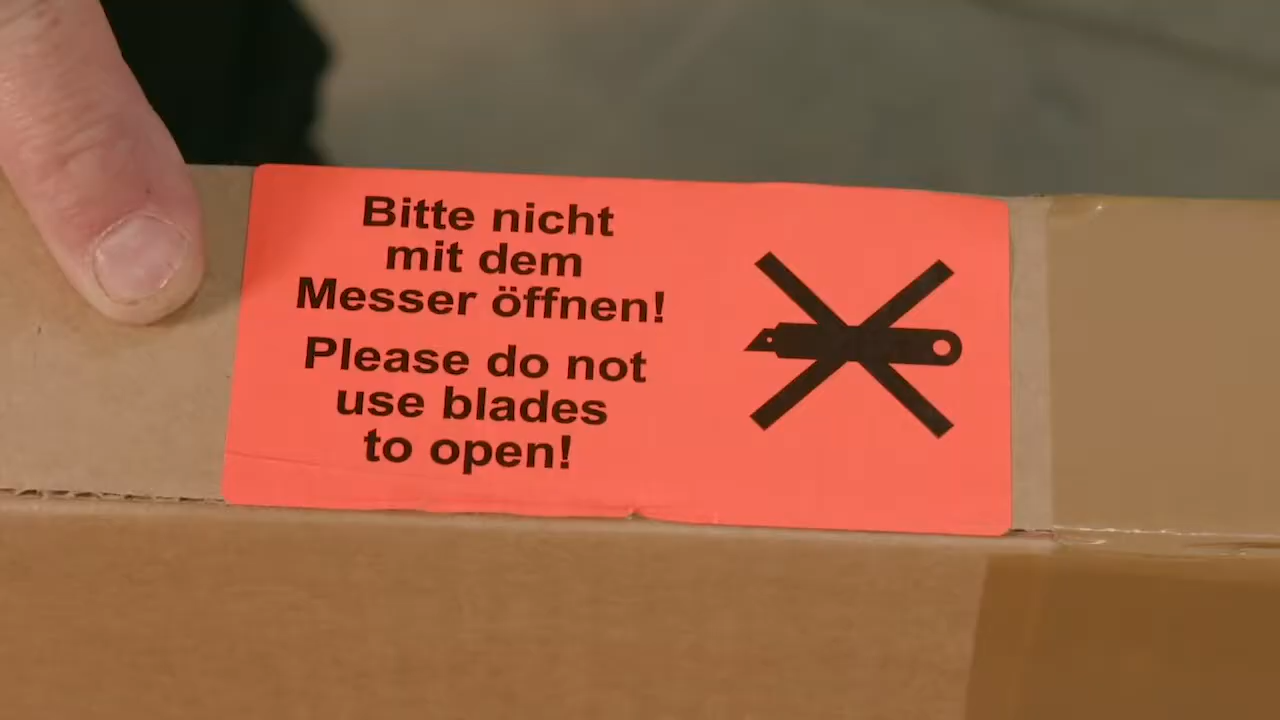 Bitte nicht
mit dem
Messer öffnen!
Please do not
use blades
to open!